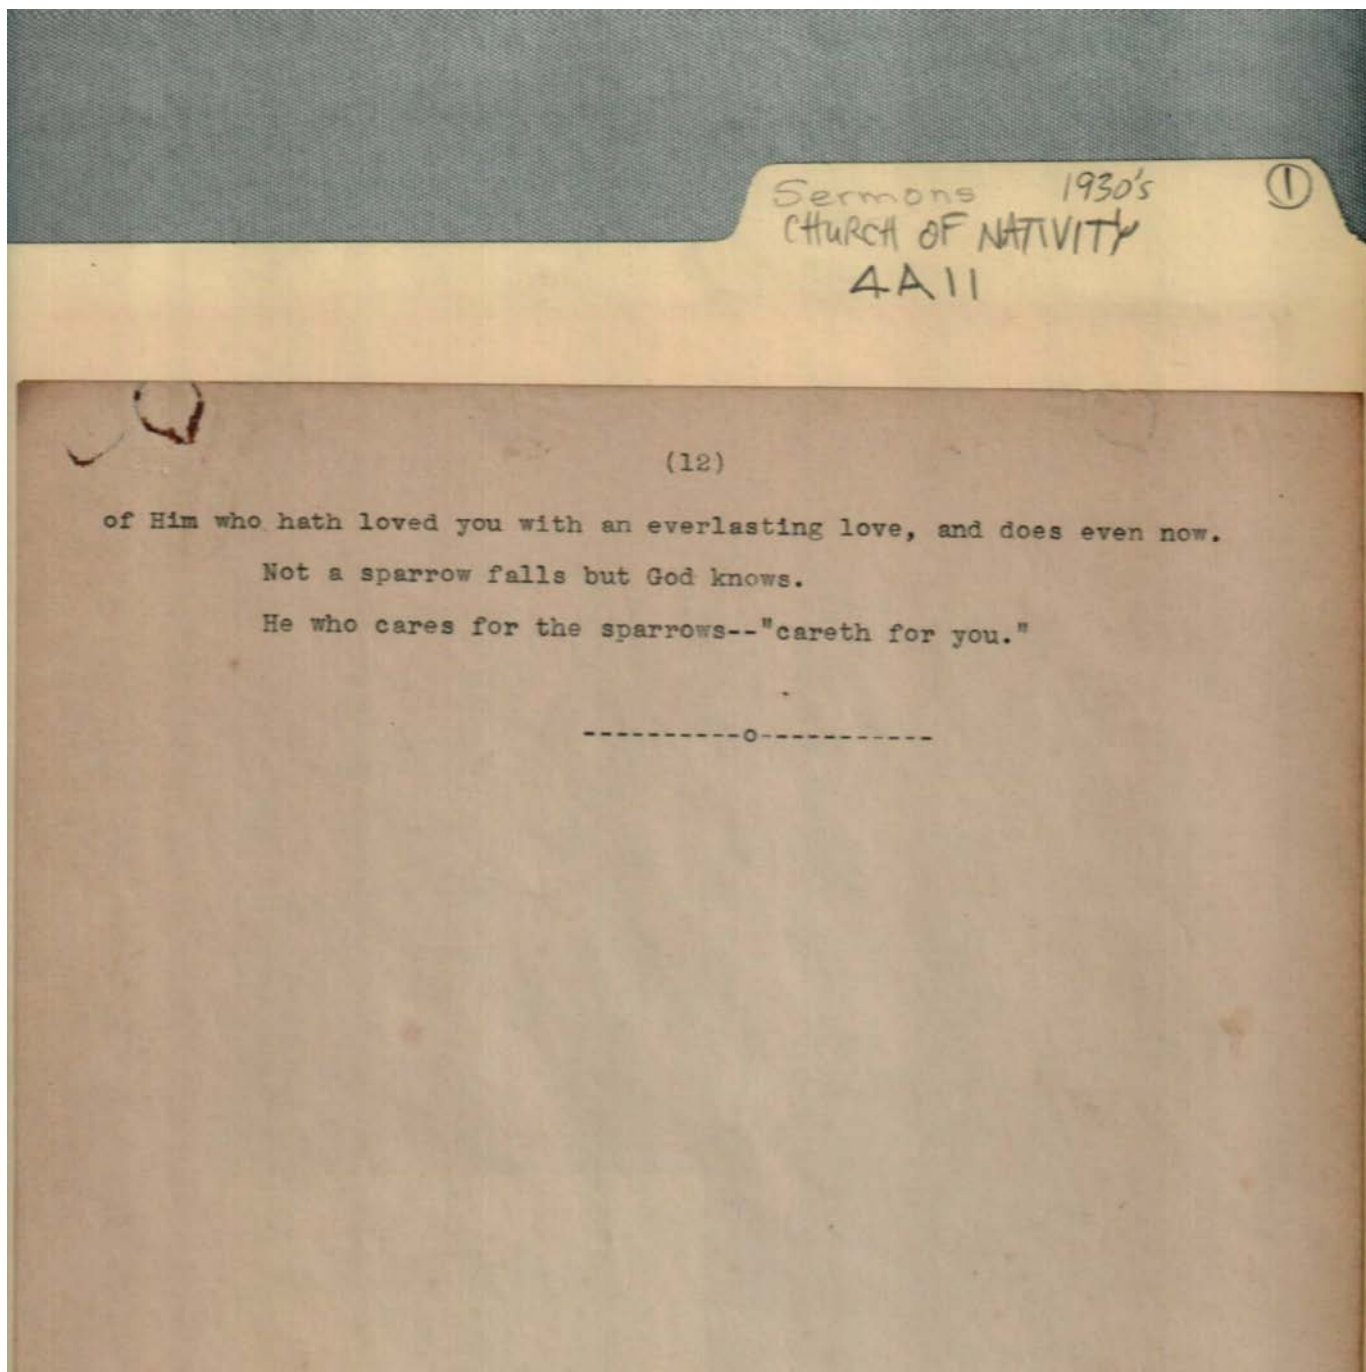 Sermons 1930's ①
CHURCH OF NATIVITY
4A11
(12)
of Him who hath loved you with an everlasting love, and does even now.
Not a sparrow falls but God knows.
He who cares for the sparrows--"careth for you."
----------o-----------